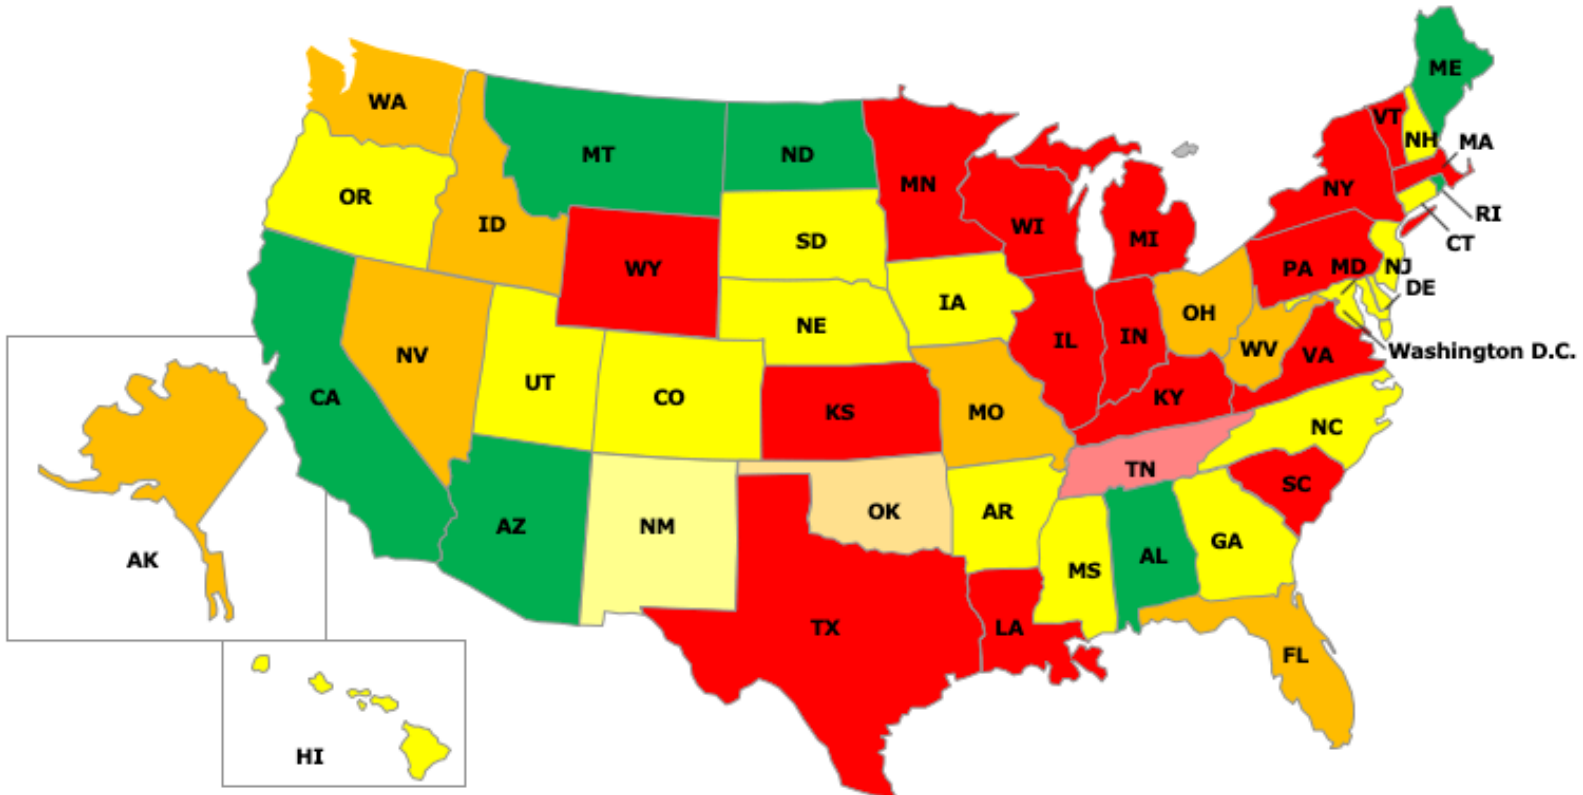 ME
WA
VT
NH
MA
MT
ND
MN
NY
OR
RI
ID
WI
MI
CT
SD
WY
PA
MD
NJ
DE
IA
NE
OH
IL
IN
WV
VA
Washington D.C.
NV
UT
CO
CA
KS
MO
KY
NC
TN
SC
AZ
NM
OK
AR
GA
AK
MS
AL
TX
LA
FL
HI